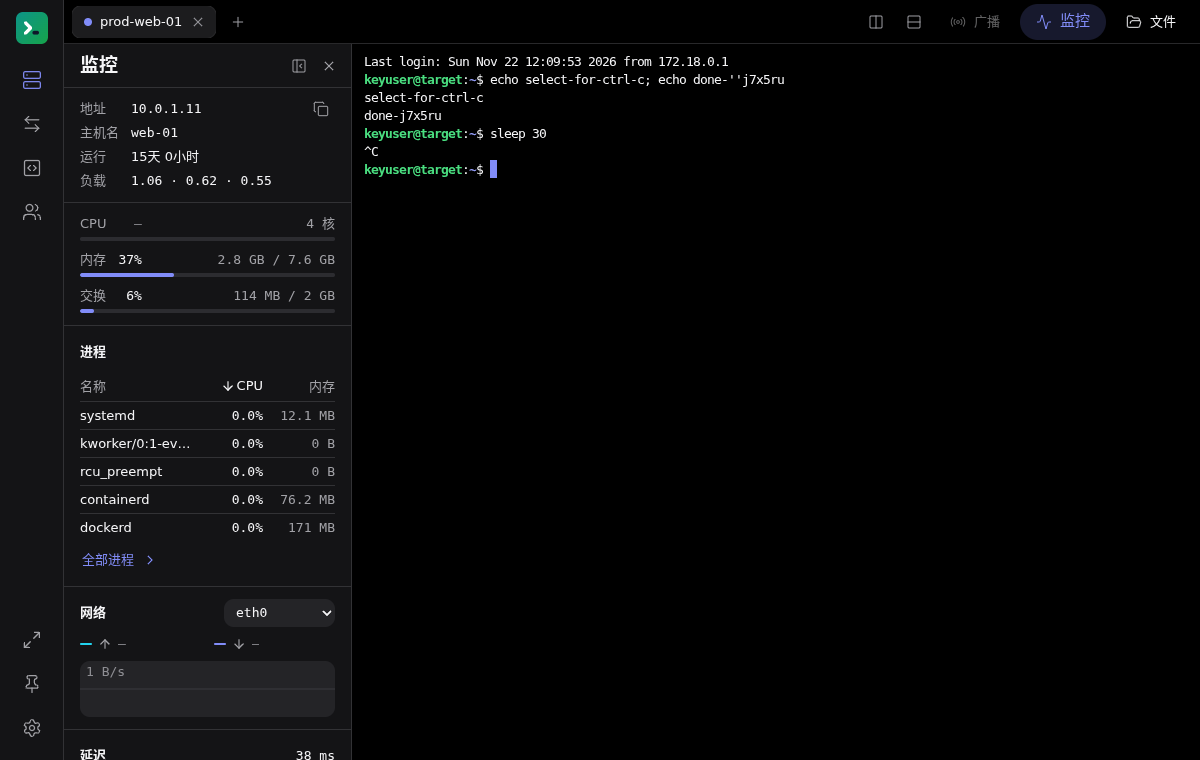 prod-web-01
广播
监控
文件
监控
地址 10.0.1.11
主机名 web-01
运行 15天 0小时
负载 1.06 · 0.62 · 0.55
CPU — 4 核
内存 37% 2.8 GB / 7.6 GB
交换 6% 114 MB / 2 GB
进程
名称 CPU 内存
systemd 0.0% 12.1 MB
kworker/0:1-ev… 0.0% 0 B
rcu_preempt 0.0% 0 B
containerd 0.0% 76.2 MB
dockerd 0.0% 171 MB
全部进程
网络 eth0
↑ — ↓ —
1 B/s
延迟 38 ms
Last login: Sun Nov 22 12:09:53 2026 from 172.18.0.1
keyuser@target:~$ echo select-for-ctrl-c; echo done-''j7x5ru
select-for-ctrl-c
done-j7x5ru
keyuser@target:~$ sleep 30
^C
keyuser@target:~$